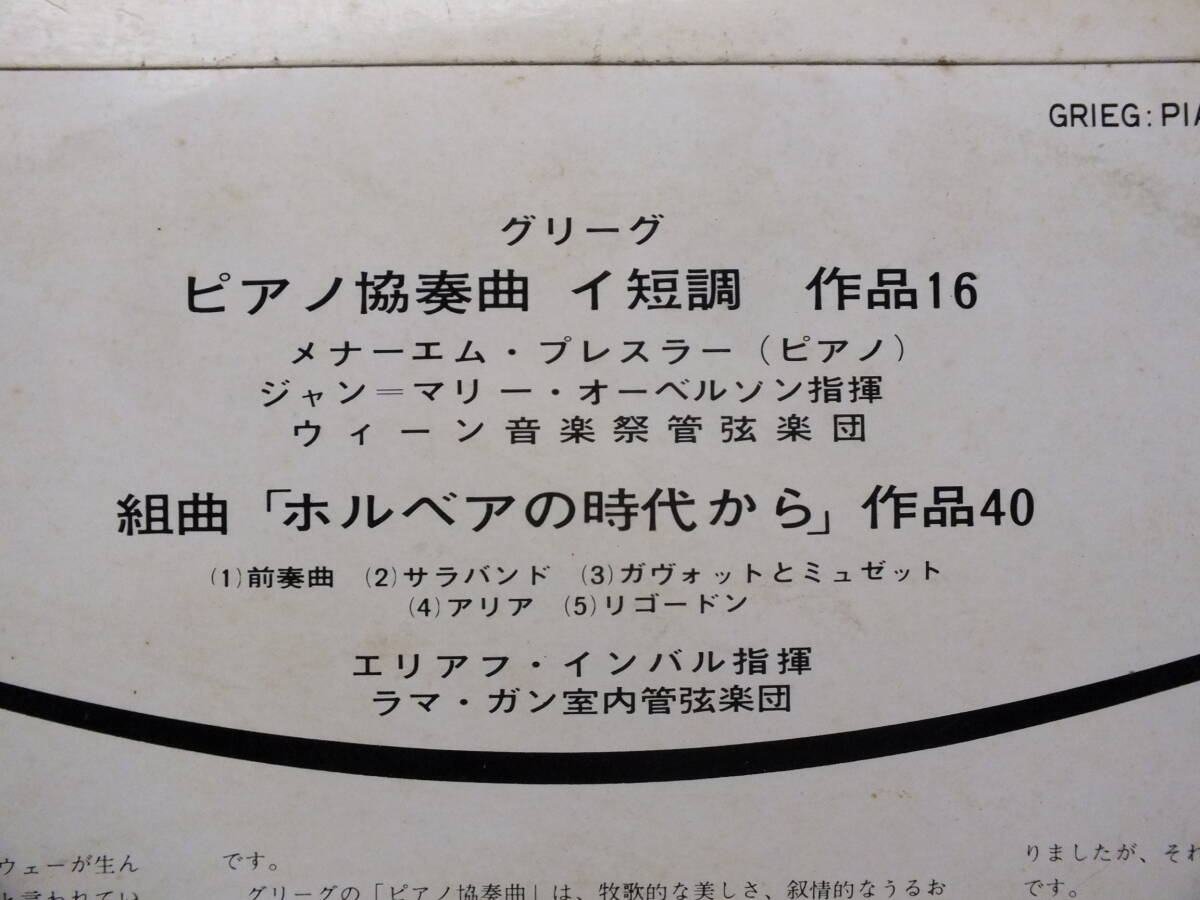 GRIEG: PIA
グリーグ
ピアノ協奏曲 イ短調 作品16
メナーエム・プレスラー(ピアノ)
ジャン=マリー・オーベルソン指揮
ウィーン音楽祭管弦楽団
組曲「ホルベアの時代から」作品40
(1)前奏曲 (2)サラバンド (3)ガヴォットとミュゼット
(4)アリア (5)リゴードン
エリアフ・インバル指揮
ラマ・ガン室内管弦楽団
ウェーが生ん
と言われてい
です。
グリーグの「ピアノ協奏曲」は、牧歌的な美しさ、叙情的なうるお
りましたが、それ
です。